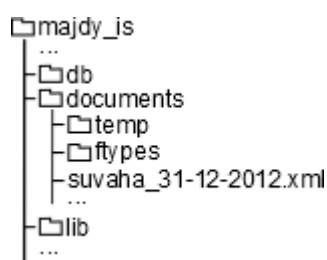 majdy_is
...
db
documents
temp
ftypes
suvaha_31-12-2012.xml
...
lib
...